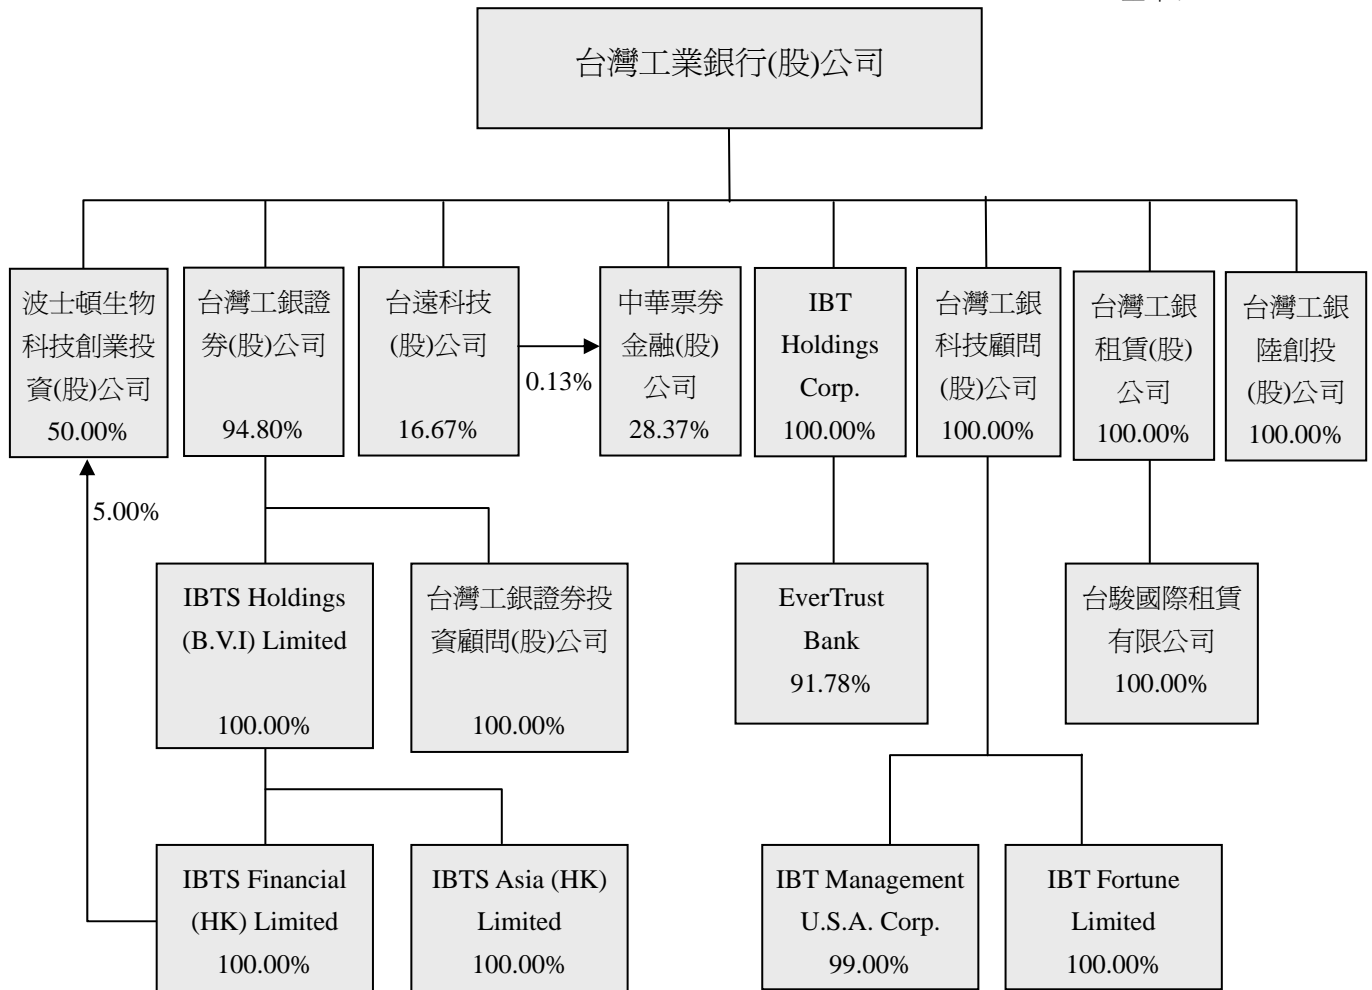 台灣工業銀行(股)公司
波士頓生物
科技創業投
資(股)公司
50.00%
台灣工銀證
券(股)公司
94.80%
台遠科技
(股)公司
16.67%
0.13%
中華票券
金融(股)
公司
28.37%
IBT
Holdings
Corp.
100.00%
台灣工銀
科技顧問
(股)公司
100.00%
台灣工銀
租賃(股)
公司
100.00%
台灣工銀
陸創投
(股)公司
100.00%
5.00%
IBTS Holdings
(B.V.I) Limited
100.00%
台灣工銀證券投
資顧問(股)公司
100.00%
EverTrust
Bank
91.78%
台駿國際租賃
有限公司
100.00%
IBTS Financial
(HK) Limited
100.00%
IBTS Asia (HK)
Limited
100.00%
IBT Management
U.S.A. Corp.
99.00%
IBT Fortune
Limited
100.00%